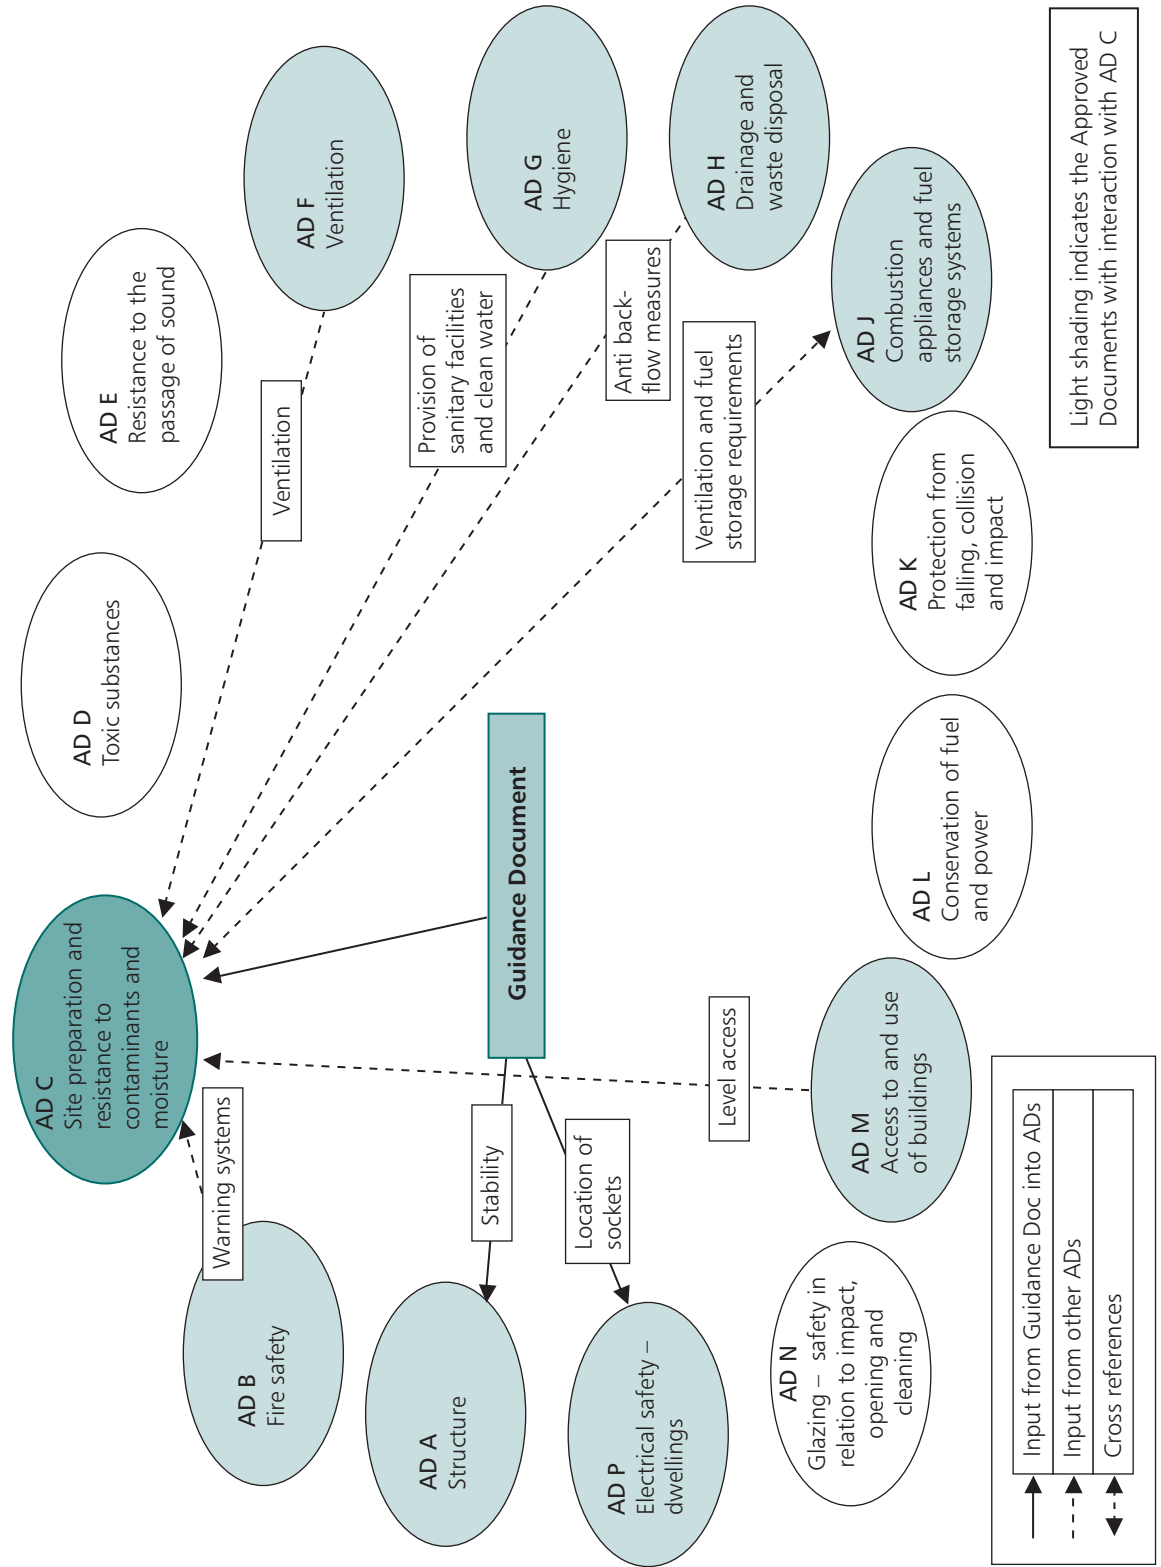 AD C
Site preparation and
resistance to
contaminants and
moisture
AD D
Toxic substances
AD E
Resistance to the
passage of sound
AD F
Ventilation
AD G
Hygiene
AD H
Drainage and
waste disposal
AD J
Combustion
appliances and fuel
storage systems
AD K
Protection from
falling, collision
and impact
AD L
Conservation of fuel
and power
AD M
Access to and use
of buildings
AD N
Glazing – safety in
relation to impact,
opening and
cleaning
AD P
Electrical safety –
dwellings
AD A
Structure
AD B
Fire safety
Warning systems
Ventilation
Provision of
sanitary facilities
and clean water
Anti back-
flow measures
Ventilation and fuel
storage requirements
Level access
Stability
Location of
sockets
Guidance Document
Input from Guidance Doc into ADs
Input from other ADs
Cross references
Light shading indicates the Approved
Documents with interaction with AD C